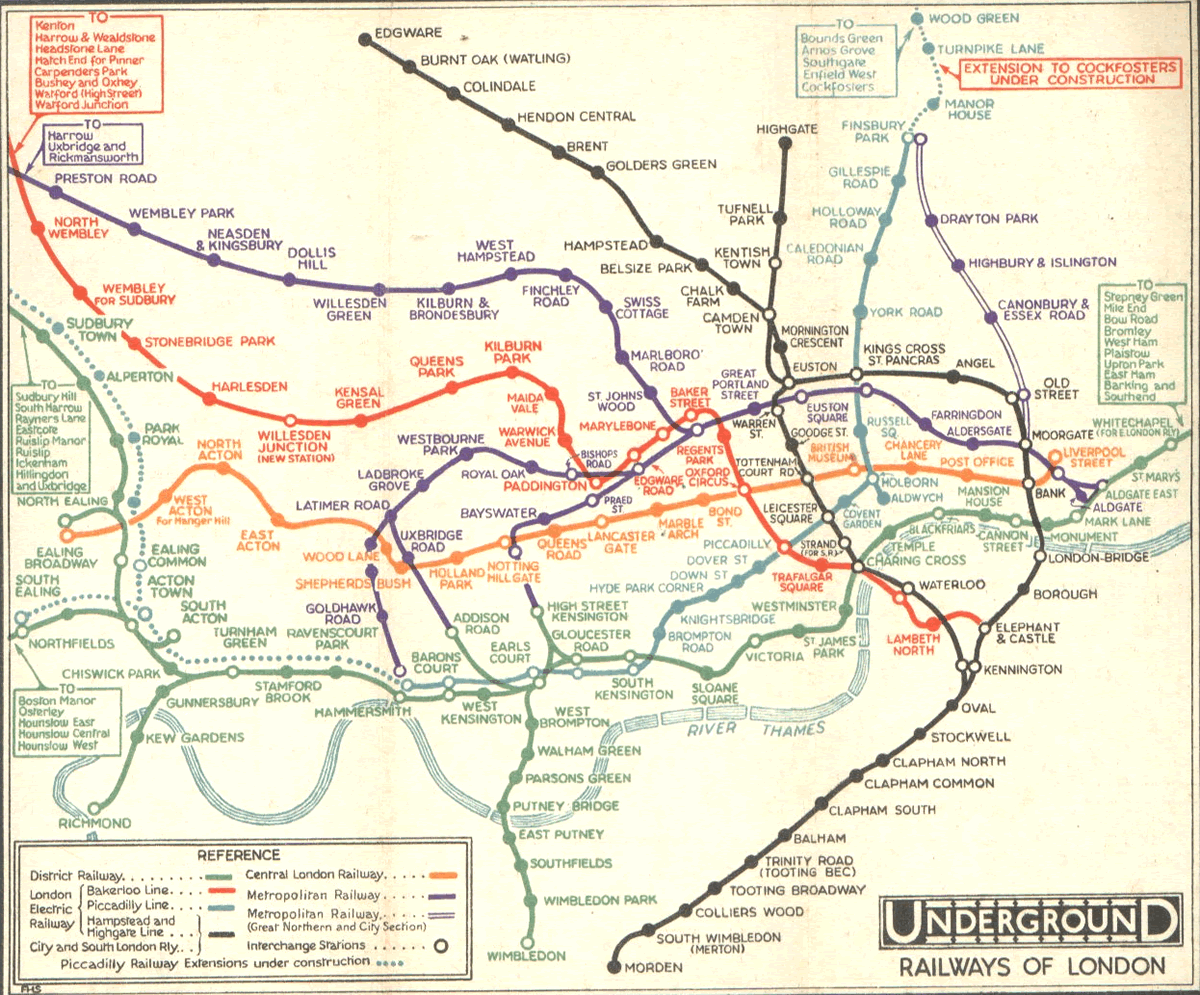 TO
Kenton
Harrow & Wealdstone
Headstone Lane
Hatch End for Pinner
Carpenders Park
Bushey and Oxhey
Watford (High Street)
Watford Junction
TO
Harrow
Uxbridge and
Rickmansworth
EDGWARE
BURNT OAK (WATLING)
COLINDALE
HENDON CENTRAL
BRENT
GOLDERS GREEN
HAMPSTEAD
BELSIZE PARK
CHALK
FARM
CAMDEN
TOWN
HIGHGATE
TUFNELL
PARK
KENTISH
TOWN
MORNINGTON
CRESCENT
EUSTON
TO
Bounds Green
Arnos Grove
Southgate
Enfield West
Cockfosters
WOOD GREEN
TURNPIKE LANE
EXTENSION TO COCKFOSTERS
UNDER CONSTRUCTION
MANOR
HOUSE
FINSBURY
PARK
GILLESPIE
ROAD
HOLLOWAY
ROAD
CALEDONIAN
ROAD
YORK ROAD
KINGS CROSS
ST. PANCRAS
ANGEL
OLD
STREET
DRAYTON PARK
HIGHBURY & ISLINGTON
CANONBURY &
ESSEX ROAD
TO
Stepney Green
Mile End
Bow Road
Bromley
West Ham
Plaistow
Upton Park
East Ham
Barking and
Southend
WHITECHAPEL
(FOR E.LONDON RLY)
PRESTON ROAD
WEMBLEY PARK
NEASDEN
& KINGSBURY
DOLLIS
HILL
WILLESDEN
GREEN
KILBURN &
BRONDESBURY
WEST
HAMPSTEAD
FINCHLEY
ROAD
SWISS
COTTAGE
MARLBORO'
ROAD
ST. JOHNS
WOOD
NORTH
WEMBLEY
WEMBLEY
FOR SUDBURY
STONEBRIDGE PARK
HARLESDEN
WILLESDEN
JUNCTION
(NEW STATION)
KENSAL
GREEN
QUEENS
PARK
KILBURN
PARK
MAIDA
VALE
WARWICK
AVENUE
PADDINGTON
EDGWARE
ROAD
MARYLEBONE
BAKER
STREET
REGENTS
PARK
OXFORD
CIRCUS
GREAT
PORTLAND
STREET
WARREN
ST.
EUSTON
SQUARE
GOODGE ST.
TOTTENHAM
COURT RD
RUSSELL
SQ.
FARRINGDON
ALDERSGATE
MOORGATE
LIVERPOOL
STREET
BRITISH
MUSEUM
CHANCERY
LANE
POST OFFICE
BANK
ALDGATE EAST
ALDGATE
ST MARYS
MARK LANE
MONUMENT
CANNON
STREET
MANSION
HOUSE
BLACKFRIARS
TEMPLE
CHARING CROSS
HOLBORN
ALDWYCH
COVENT
GARDEN
LEICESTER
SQUARE
STRAND
(FOR S.R.)
PICCADILLY
DOVER ST
DOWN ST
HYDE PARK CORNER
KNIGHTSBRIDGE
BROMPTON
ROAD
TRAFALGAR
SQUARE
WATERLOO
LAMBETH
NORTH
LONDON-BRIDGE
BOROUGH
ELEPHANT
& CASTLE
KENNINGTON
OVAL
STOCKWELL
CLAPHAM NORTH
CLAPHAM COMMON
CLAPHAM SOUTH
BALHAM
TRINITY ROAD
(TOOTING BEC)
TOOTING BROADWAY
COLLIERS WOOD
SOUTH WIMBLEDON
(MERTON)
MORDEN
SUDBURY
TOWN
ALPERTON
PARK
ROYAL
TO
Sudbury Hill
South Harrow
Rayners Lane
Eastcote
Ruislip Manor
Ruislip
Ickenham
Hillingdon
and Uxbridge
NORTH EALING
EALING
BROADWAY
WEST
ACTON
For Hanger Hill
NORTH
ACTON
EAST
ACTON
WOOD LANE
SHEPHERDS BUSH
HOLLAND
PARK
NOTTING
HILL GATE
QUEENS
ROAD
LANCASTER
GATE
MARBLE
ARCH
BOND
ST.
WESTBOURNE
PARK
ROYAL OAK
BISHOPS
ROAD
LADBROKE
GROVE
LATIMER ROAD
UXBRIDGE
ROAD
GOLDHAWK
ROAD
BAYSWATER
PRAED
ST.
EALING
COMMON
ACTON
TOWN
SOUTH
EALING
SOUTH
ACTON
NORTHFIELDS
TO
Boston Manor
Osterley
Hounslow East
Hounslow Central
Hounslow West
CHISWICK PARK
TURNHAM
GREEN
GUNNERSBURY
KEW GARDENS
RICHMOND
STAMFORD
BROOK
RAVENSCOURT
PARK
HAMMERSMITH
BARONS
COURT
WEST
KENSINGTON
ADDISON
ROAD
EARLS
COURT
HIGH STREET
KENSINGTON
GLOUCESTER
ROAD
SOUTH
KENSINGTON
SLOANE
SQUARE
VICTORIA
ST JAMES
PARK
WESTMINSTER
WEST
BROMPTON
WALHAM GREEN
PARSONS GREEN
PUTNEY BRIDGE
EAST PUTNEY
SOUTHFIELDS
WIMBLEDON PARK
WIMBLEDON
RIVER THAMES
REFERENCE
District Railway
London
Electric
Railway
Bakerloo Line
Piccadilly Line
Hampstead and
Highgate Line
City and South London Rly.
Central London Railway
Metropolitan Railway
Metropolitan Railway
(Great Northern and City Section)
Interchange Stations
Piccadilly Railway Extensions under construction
UNDERGROUND
RAILWAYS OF LONDON
FHS